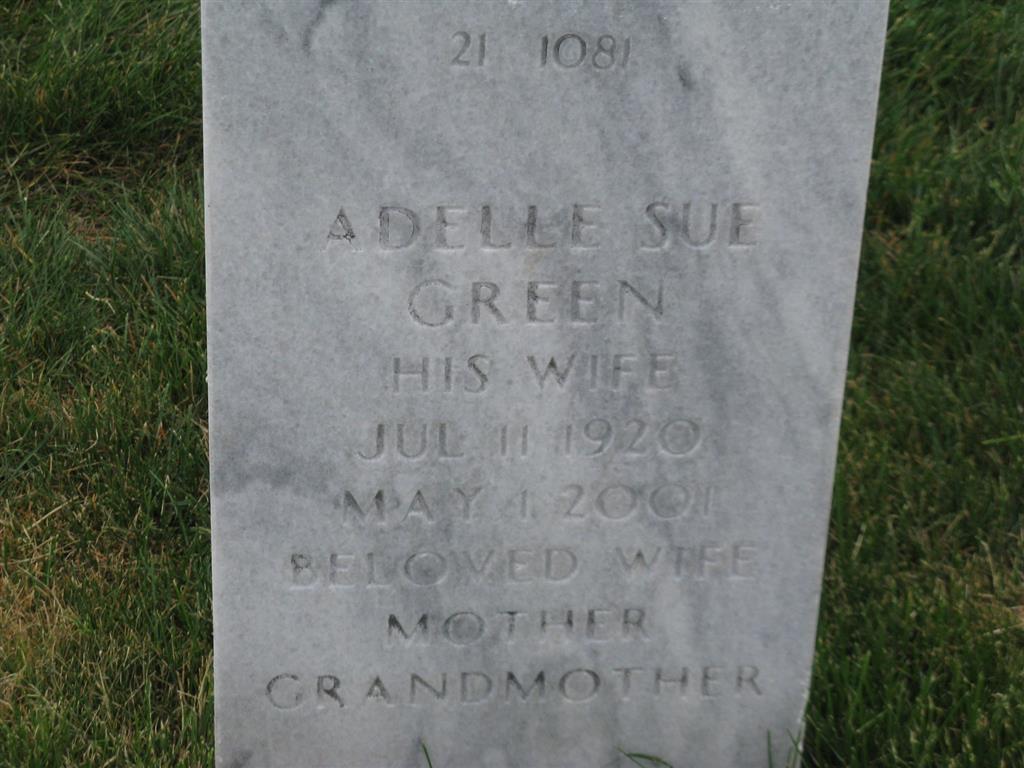 21 1081
ADELLE SUE
GREEN
HIS WIFE
JUL 11 1920
MAY 1 2001
BELOVED WIFE
MOTHER
GRANDMOTHER